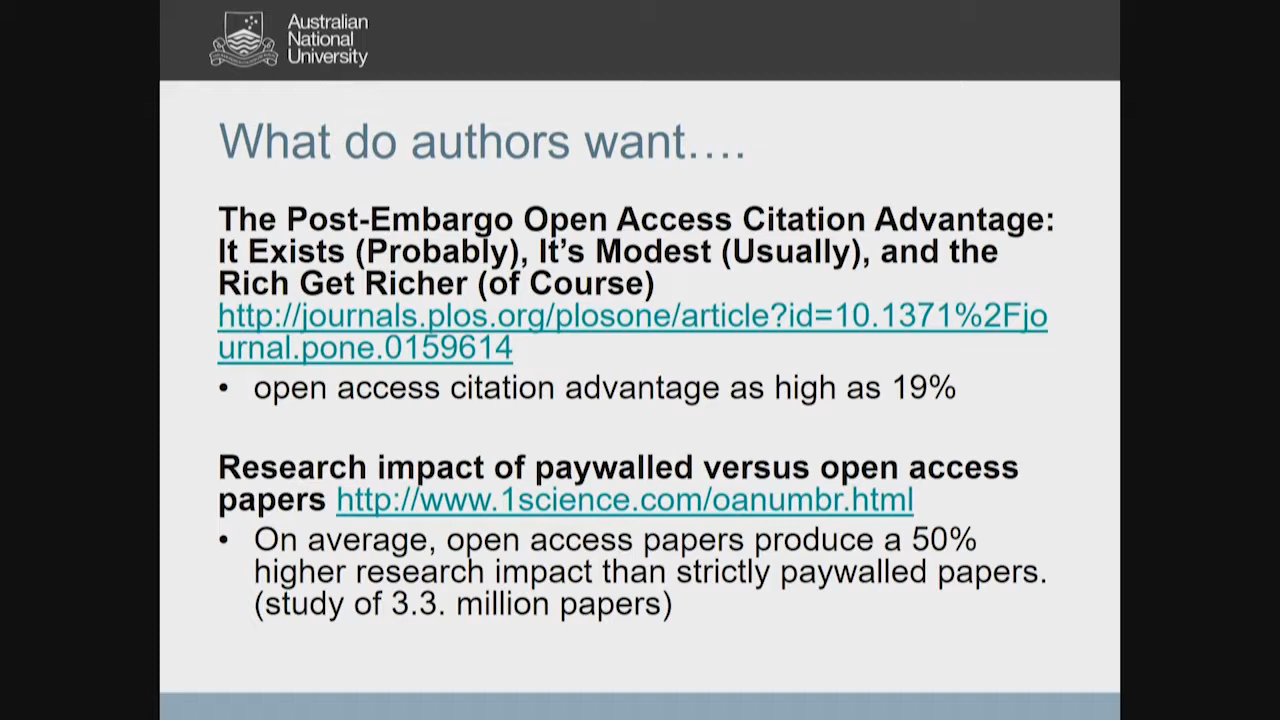 Australian
National
University
What do authors want....
The Post-Embargo Open Access Citation Advantage:
It Exists (Probably), It’s Modest (Usually), and the
Rich Get Richer (of Course)
http://journals.plos.org/plosone/article?id=10.1371%2Fjo
urnal.pone.0159614
• open access citation advantage as high as 19%
Research impact of paywalled versus open access
papers http://www.1science.com/oanumbr.html
• On average, open access papers produce a 50%
higher research impact than strictly paywalled papers.
(study of 3.3. million papers)